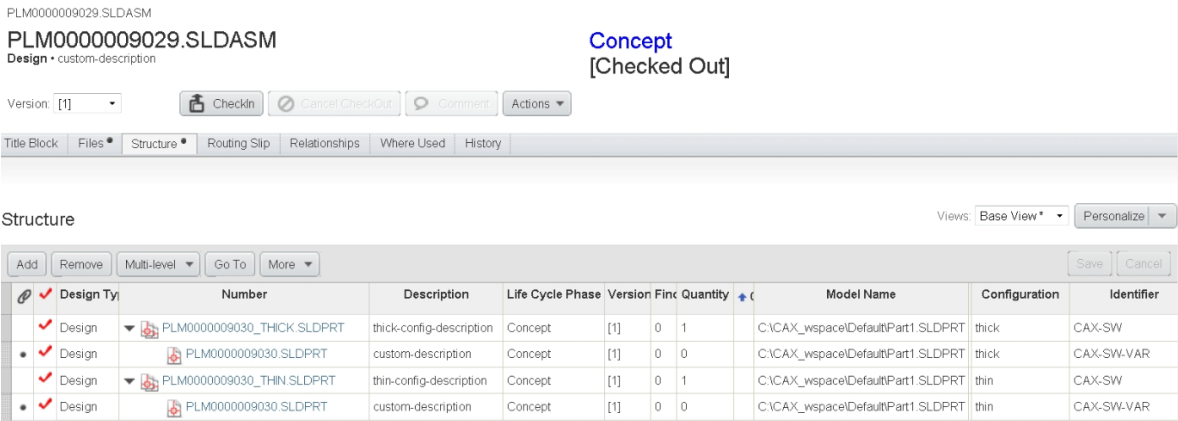 PLM0000009029.SLDASM
PLM0000009029.SLDASM
Design • custom-description
Concept
[Checked Out]
Version: [1] CheckIn Cancel CheckOut Comment Actions
Title Block Files Structure Routing Slip Relationships Where Used History
Structure Views: Base View* Personalize
Add Remove Multi-level Go To More Save Cancel
Design Ty Number Description Life Cycle Phase Version Find Quantity Model Name Configuration Identifier
Design PLM0000009030_THICK.SLDPRT thick-config-description Concept [1] 0 1 C:\CAX_wspace\Default\Part1.SLDPRT thick CAX-SW
Design PLM0000009030.SLDPRT custom-description Concept [1] 0 0 C:\CAX_wspace\Default\Part1.SLDPRT thick CAX-SW-VAR
Design PLM0000009030_THIN.SLDPRT thin-config-description Concept [1] 0 1 C:\CAX_wspace\Default\Part1.SLDPRT thin CAX-SW
Design PLM0000009030.SLDPRT custom-description Concept [1] 0 0 C:\CAX_wspace\Default\Part1.SLDPRT thin CAX-SW-VAR